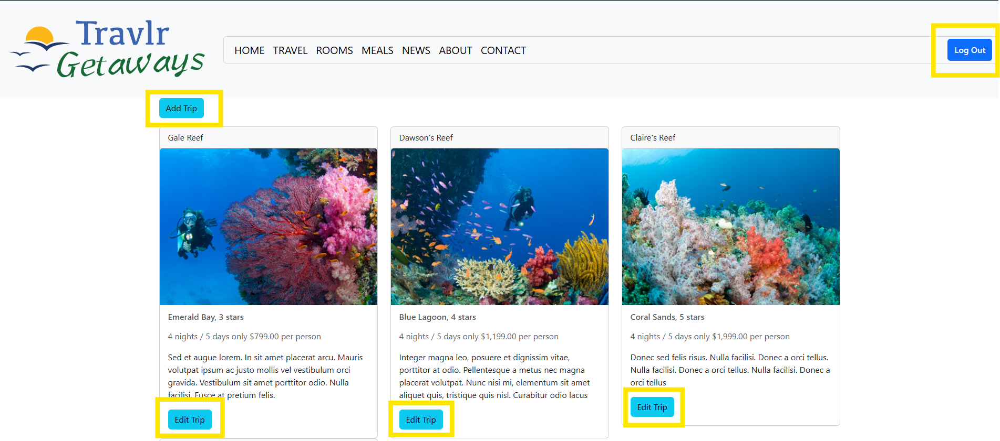 Travlr
Getaways
HOME TRAVEL ROOMS MEALS NEWS ABOUT CONTACT
Log Out
Add Trip
Gale Reef
Emerald Bay, 3 stars
4 nights / 5 days only $799.00 per person
Sed et augue lorem. In sit amet placerat arcu. Mauris
volutpat ipsum ac justo mollis vel vestibulum orci
gravida. Vestibulum sit amet porttitor odio. Nulla
facilisi. Fusce at pretium felis.
Edit Trip
Dawson's Reef
Blue Lagoon, 4 stars
4 nights / 5 days only $1,199.00 per person
Integer magna leo, posuere et dignissim vitae,
porttitor at odio. Pellentesque a metus nec magna
placerat volutpat. Nunc nisi mi, elementum sit amet
aliquet quis, tristique quis nisl. Curabitur odio lacus
Edit Trip
Claire's Reef
Coral Sands, 5 stars
4 nights / 5 days only $1,999.00 per person
Donec sed felis risus. Nulla facilisi. Donec a orci tellus.
Nulla facilisi. Donec a orci tellus. Nulla facilisi. Donec a
orci tellus
Edit Trip